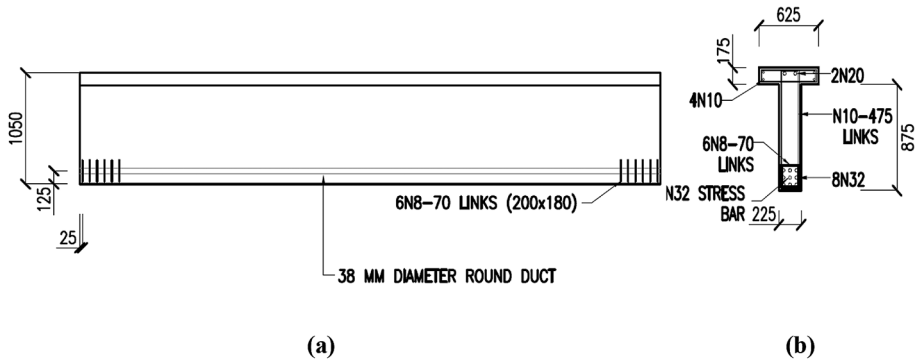 1050
125
25
6N8-70 LINKS (200x180)
38 MM DIAMETER ROUND DUCT
(a)
625
175
2N20
4N10
N10-475
LINKS
875
6N8-70
LINKS
8N32
N32 STRESS
BAR
225
(b)